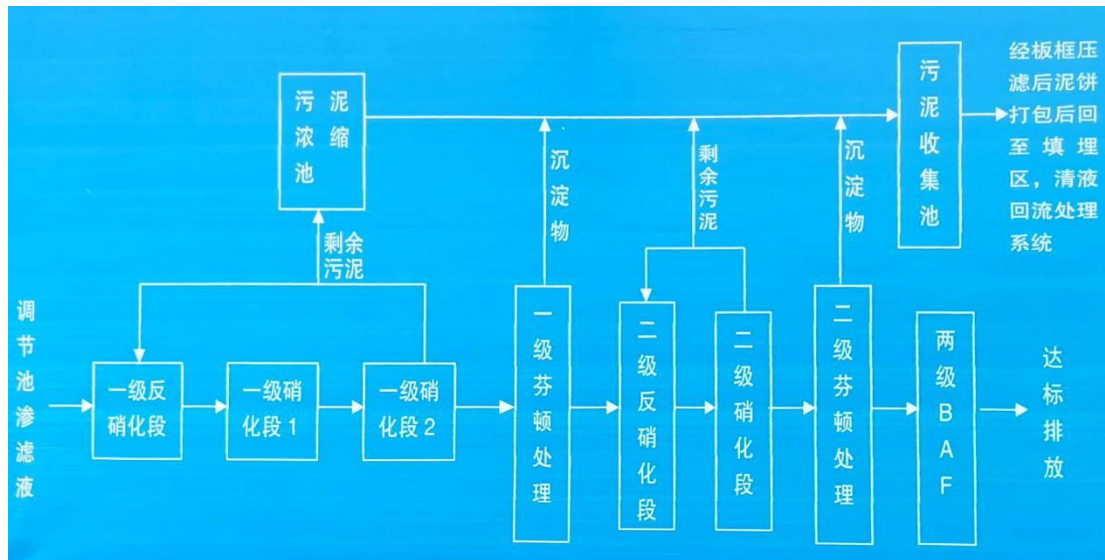 污泥
浓缩
池
污泥收集池
经板框压
滤后泥饼
打包后回
至填埋
区，清液
回流处理
系统
沉淀物
剩余污泥
沉淀物
剩余
污泥
调节池渗滤液
一级反
硝化段
一级硝
化段1
一级硝
化段2
一级芬顿处理
二级反硝化段
二级硝化段
二级芬顿处理
两级BAF
达标排放